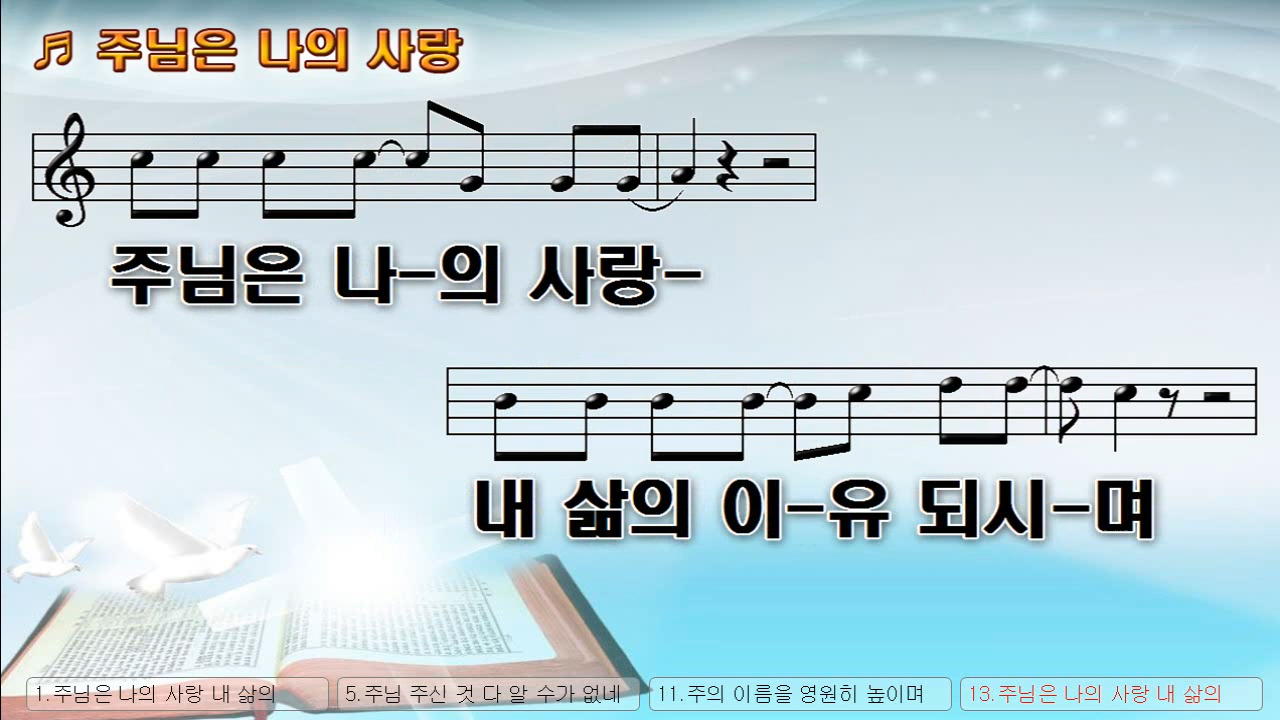 ♬ 주님은 나의 사랑
주님은 나-의 사랑-
내 삶의 이-유 되시-며
1.주님은 나의 사랑 내 삶의
5.주님 주신 것 다 알 수가 없네
11.주의 이름을 영원히 높이며
13.주님은 나의 사랑 내 삶의